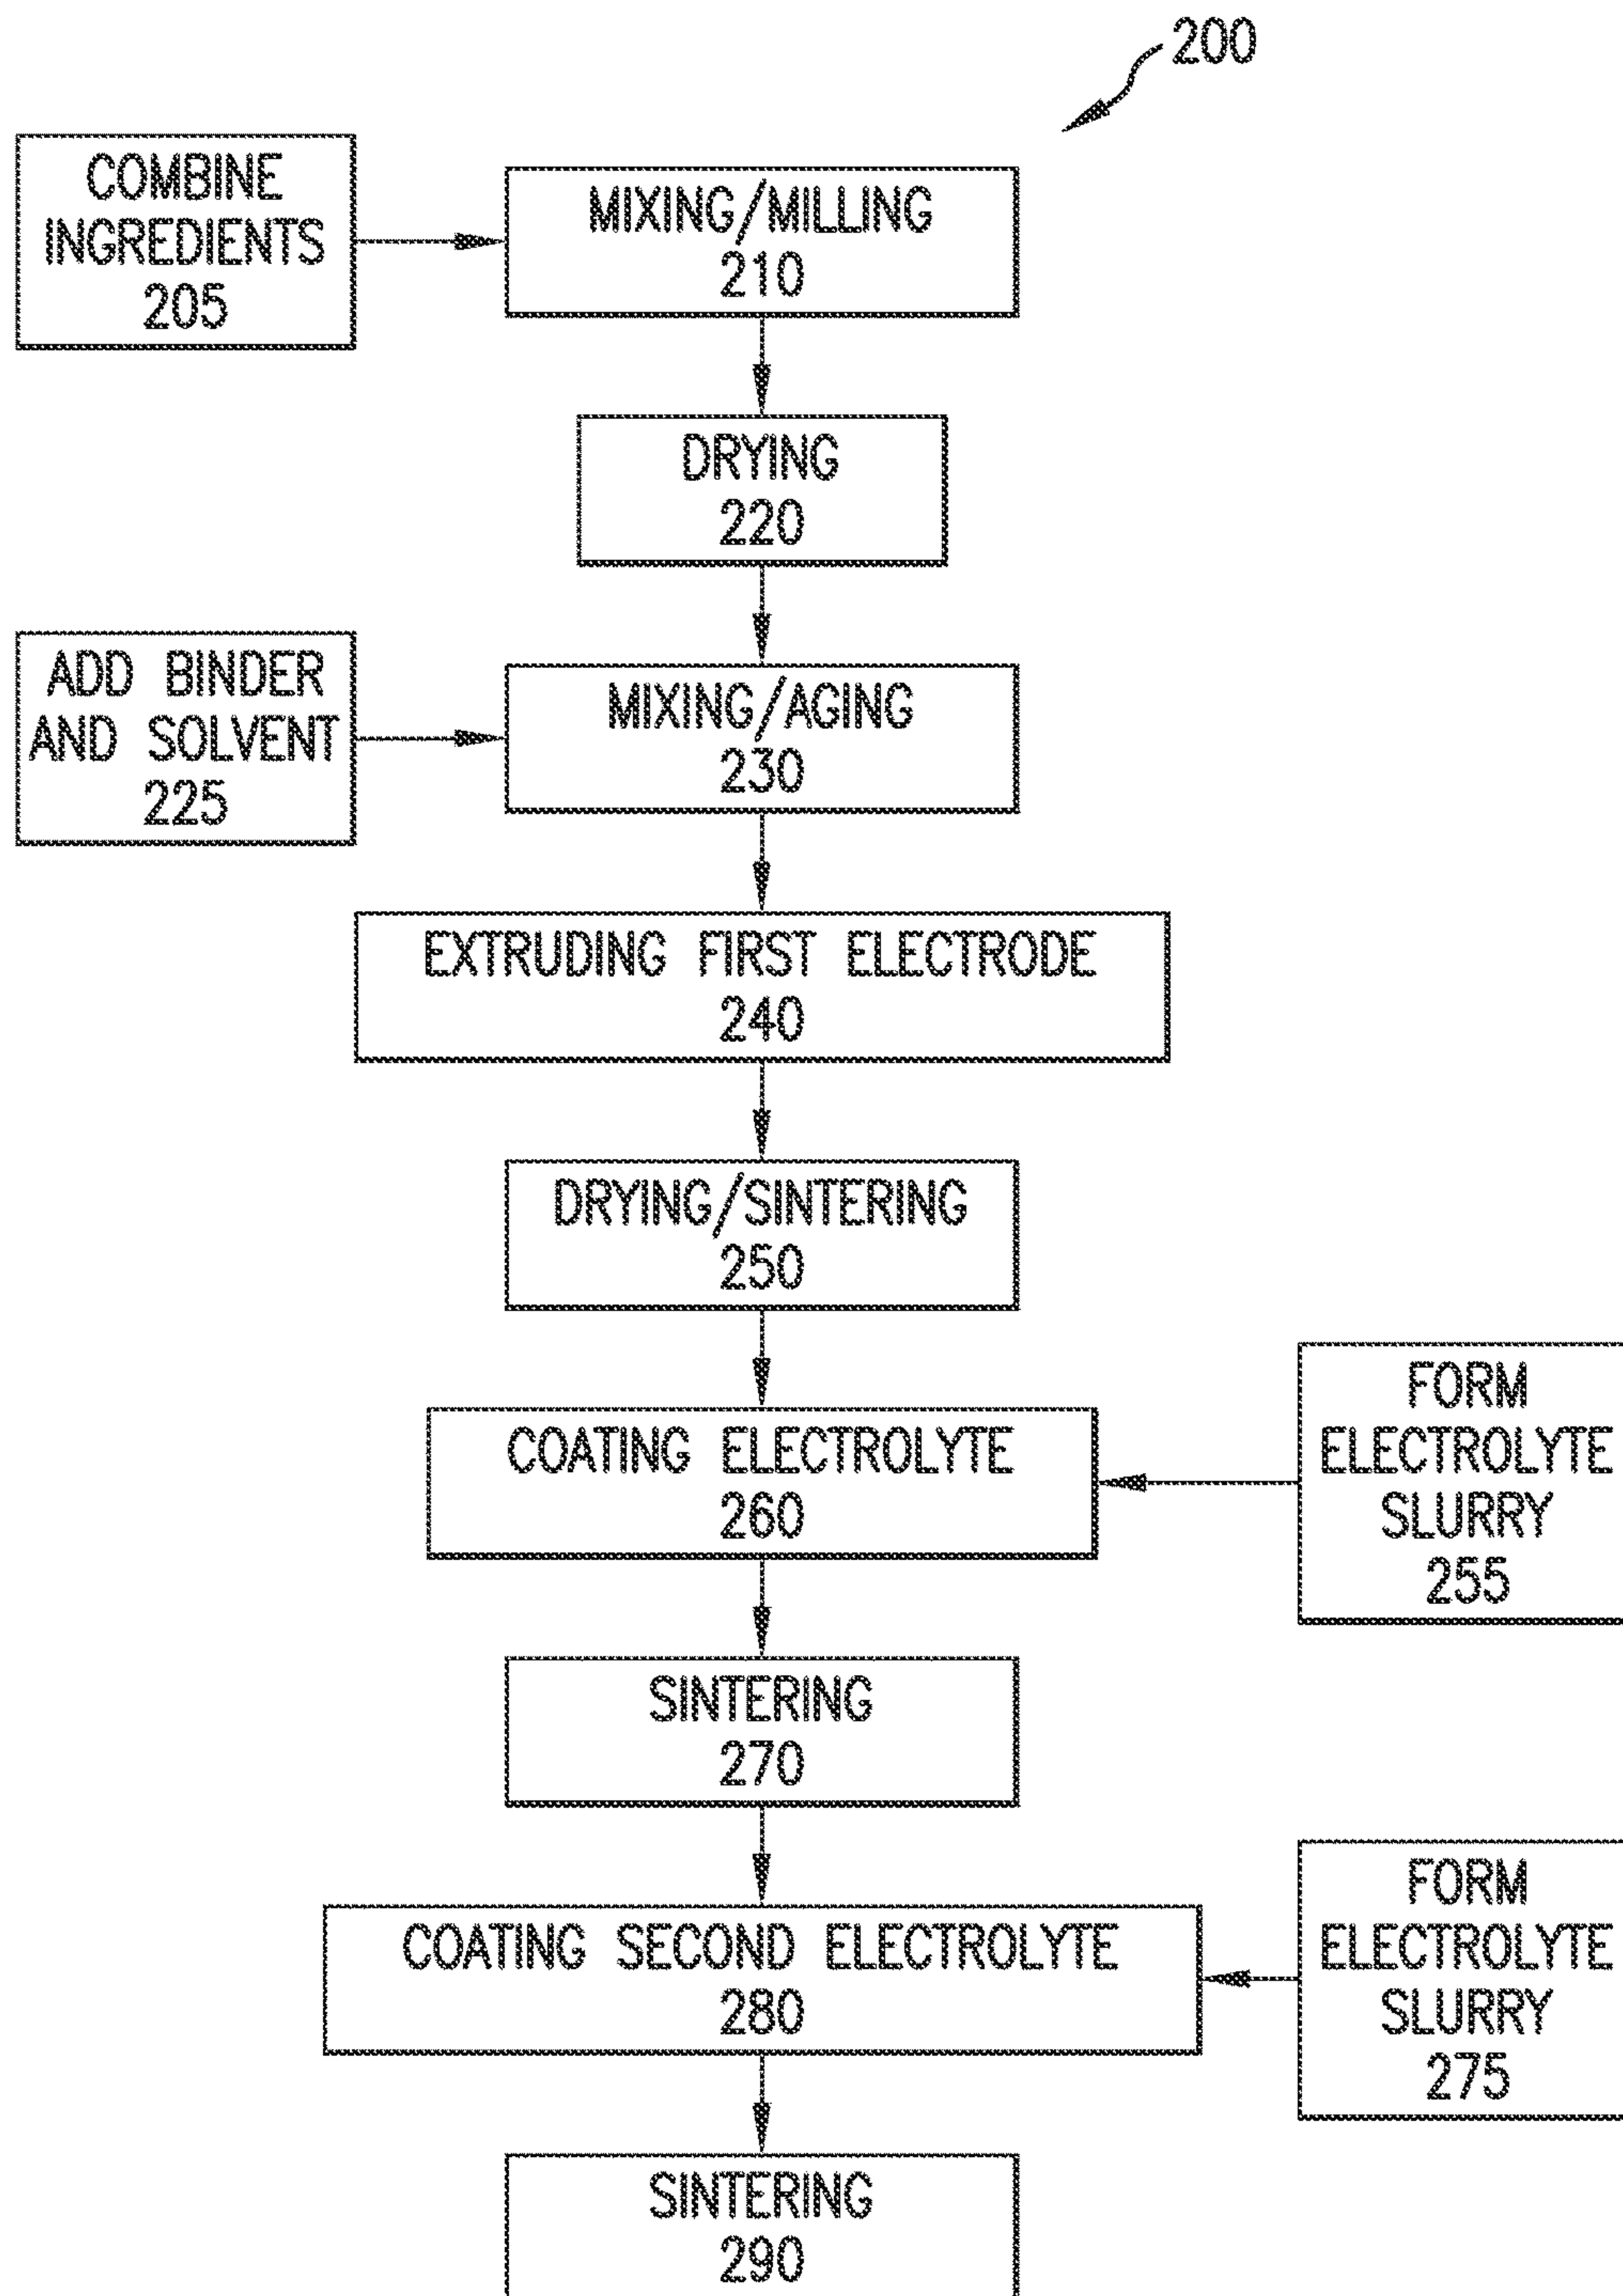 200
COMBINE
INGREDIENTS
205
MIXING/MILLING
210
DRYING
220
ADD BINDER
AND SOLVENT
225
MIXING/AGING
230
EXTRUDING FIRST ELECTRODE
240
DRYING/SINTERING
250
COATING ELECTROLYTE
260
FORM
ELECTROLYTE
SLURRY
255
SINTERING
270
COATING SECOND ELECTROLYTE
280
FORM
ELECTROLYTE
SLURRY
275
SINTERING
290